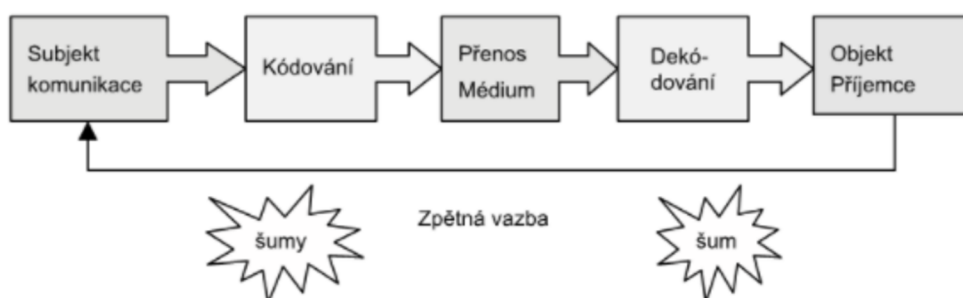 Subjekt
komunikace
Kódování
Přenos
Médium
Dekó-
dování
Objekt
Příjemce
Zpětná vazba
šumy
šum